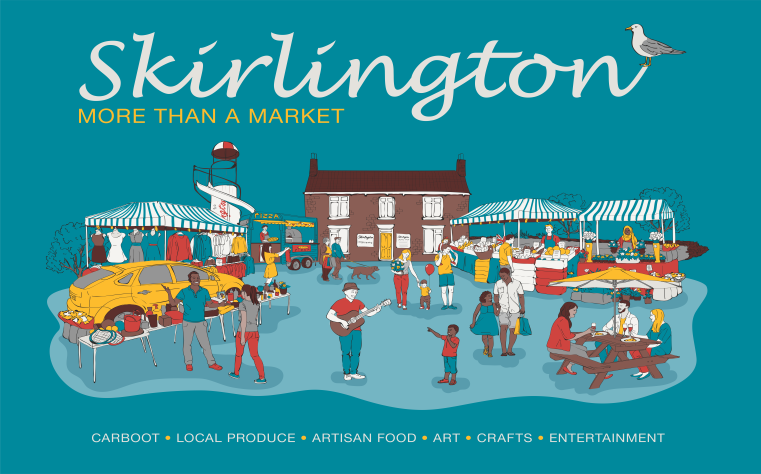 Skirlington
MORE THAN A MARKET
PIZZA
CARBOOT • LOCAL PRODUCE • ARTISAN FOOD • ART • CRAFTS • ENTERTAINMENT